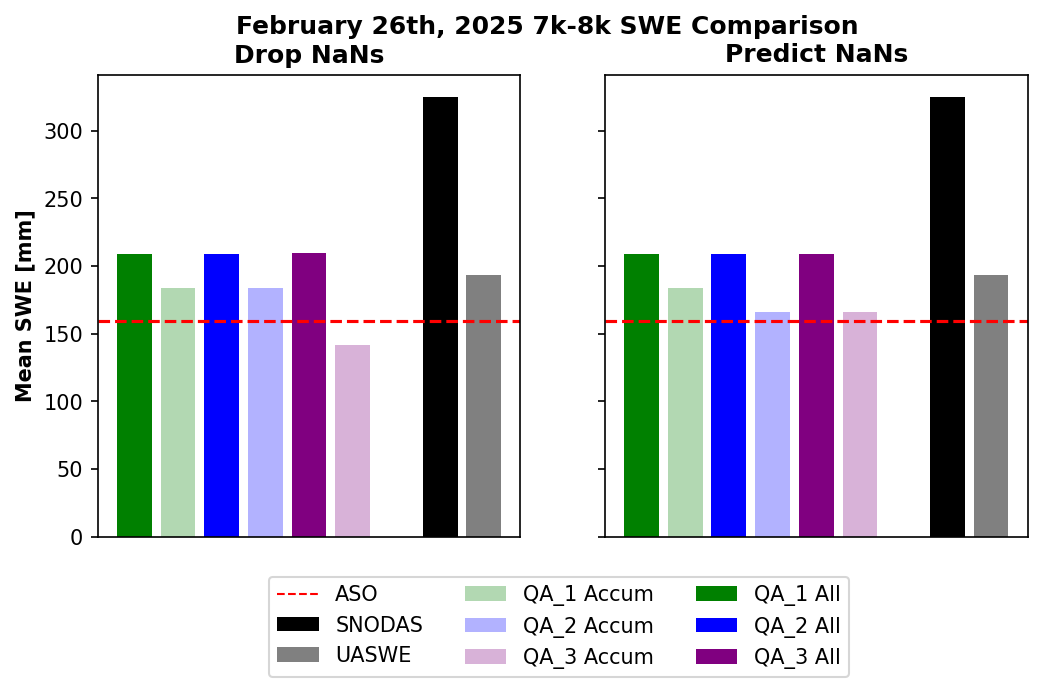 February 26th, 2025 7k-8k SWE Comparison
Drop NaNs
Predict NaNs
Mean SWE [mm]
300
250
200
150
100
50
0
ASO
SNODAS
UASWE
QA_1 Accum
QA_2 Accum
QA_3 Accum
QA_1 All
QA_2 All
QA_3 All